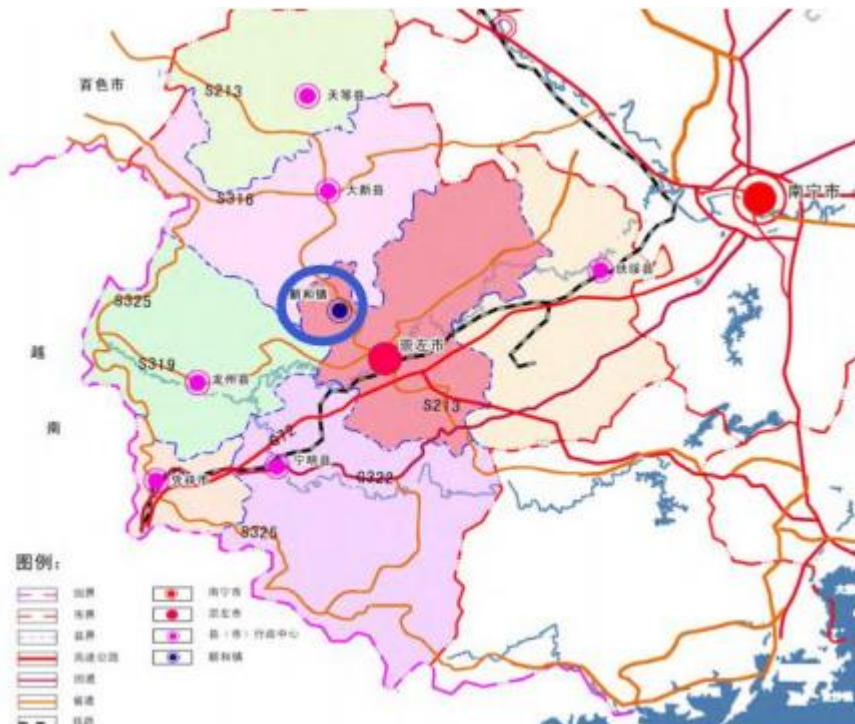 百色市
S213
天等县
S316
大新县
南宁市
扶绥县
S325
新和镇
崇左市
越
S319
龙州县
S213
南
宁明县
凭祥市
S325
图例:
国界
南宁市
市界
崇左市
县界
县(市)行政中心
高速公路
新和镇
国道
省道
铁路